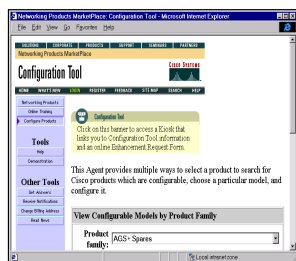 Networking Products MarketPlace: Configuration Tool - Microsoft Internet Explorer
File Edit View Go Favorites Help
SOLUTIONS CORPORATE PRODUCTS SUPPORT SEMINARS PARTNERS
Networking Products MarketPlace
Configuration Tool
CISCO SYSTEMS
HOME WHAT'S NEW LOGIN REGISTER FEEDBACK SITE MAP SEARCH HELP
Networking Products
Online Training
Configure Products
Tools
Help
Demonstration
Other Tools
Get Answers
Receive Notifications
Change Billing Address
Read News
Configuration Tool
Click on this banner to access a Kiosk that
links you to Configuration Tool information
and an online Enhancement Request Form.
This Agent provides multiple ways to select a product to search for
Cisco products which are configurable, choose a particular model, and
configure it.
View Configurable Models by Product Family
Product
family:
AGS+ Spares
Local intranet zone